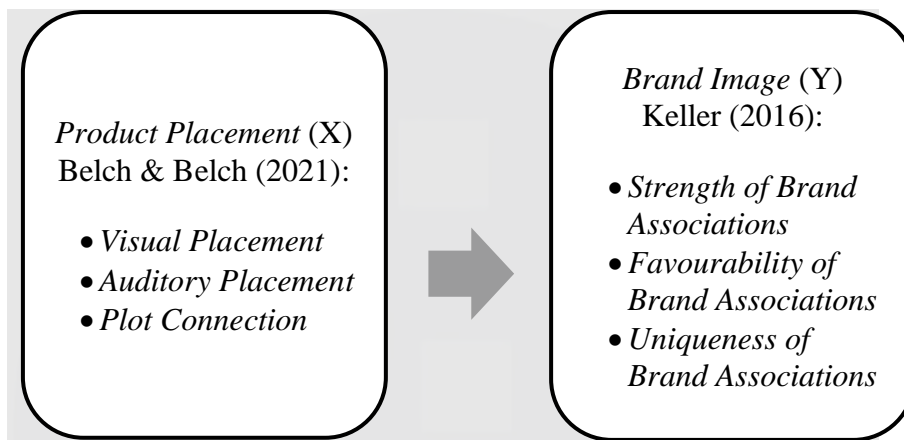 Product Placement (X)
Belch & Belch (2021):
• Visual Placement
• Auditory Placement
• Plot Connection
Brand Image (Y)
Keller (2016):
• Strength of Brand
Associations
• Favourability of
Brand Associations
• Uniqueness of
Brand Associations